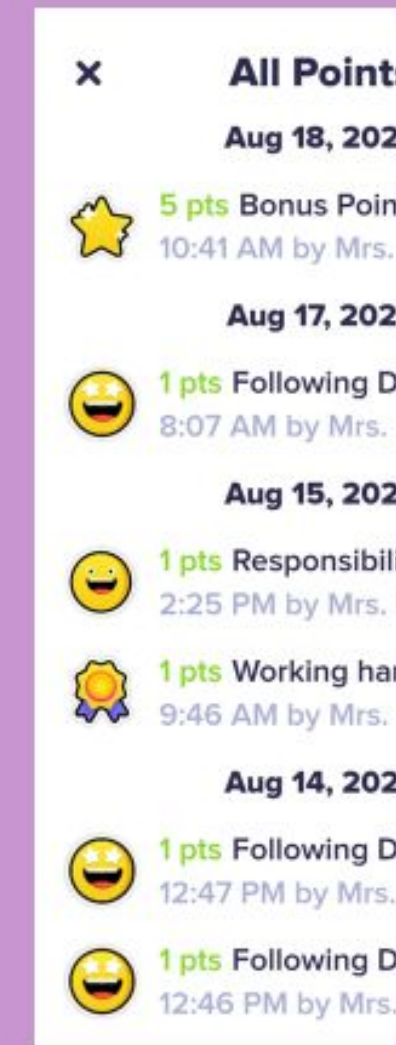 All Points
Aug 18, 202
5 pts Bonus Poin
10:41 AM by Mrs.
Aug 17, 202
1 pts Following D
8:07 AM by Mrs.
Aug 15, 202
1 pts Responsibili
2:25 PM by Mrs.
1 pts Working har
9:46 AM by Mrs.
Aug 14, 202
1 pts Following D
12:47 PM by Mrs.
1 pts Following D
12:46 PM by Mrs.